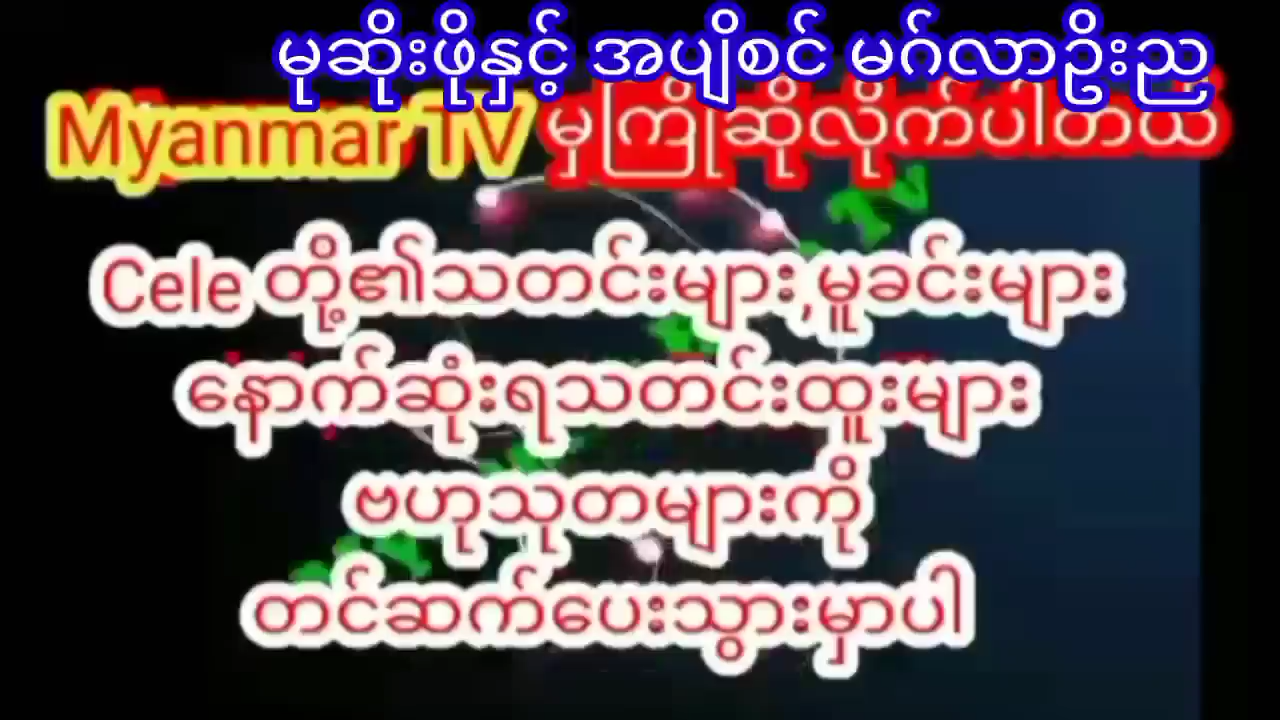 မုဆိုးဖိုနှင့် အပျိုစင် မင်္ဂလာဦးည
Myanmar TV မှကြိုဆိုလိုက်ပါတယ်
TV
Cele တို့၏သတင်းများ,မူခင်းများ
နောက်ဆုံးရသတင်းထူးများ
ဗဟုသုတများကို
တင်ဆက်ပေးသွားမှာပါ